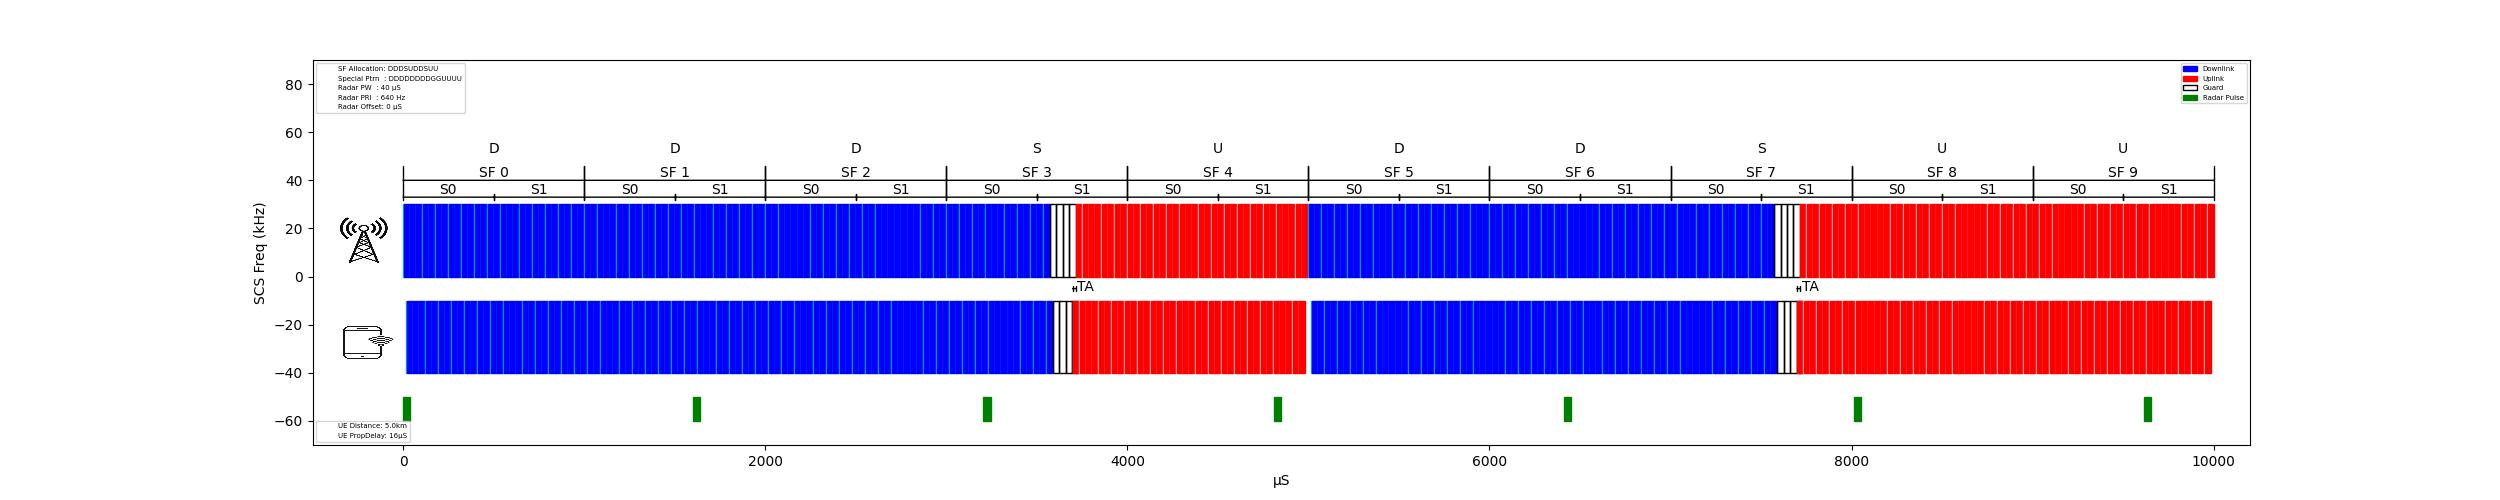 SF Allocation: DDDSUDDSUU
Special Ptrn  : DDDDDDDDGGUUUU
Radar PW  : 40 µS
Radar PRI  : 640 Hz
Radar Offset: 0 µS
Downlink
Uplink
Guard
Radar Pulse
D D D S U D D S U U
SF 0 SF 1 SF 2 SF 3 SF 4 SF 5 SF 6 SF 7 SF 8 SF 9
S0 S1 S0 S1 S0 S1 S0 S1 S0 S1 S0 S1 S0 S1 S0 S1 S0 S1 S0 S1
TA TA
80
60
40
20
0
−20
−40
−60
SCS Freq (kHz)
UE Distance: 5.0km
UE PropDelay: 16µS
0 2000 4000 6000 8000 10000
µS